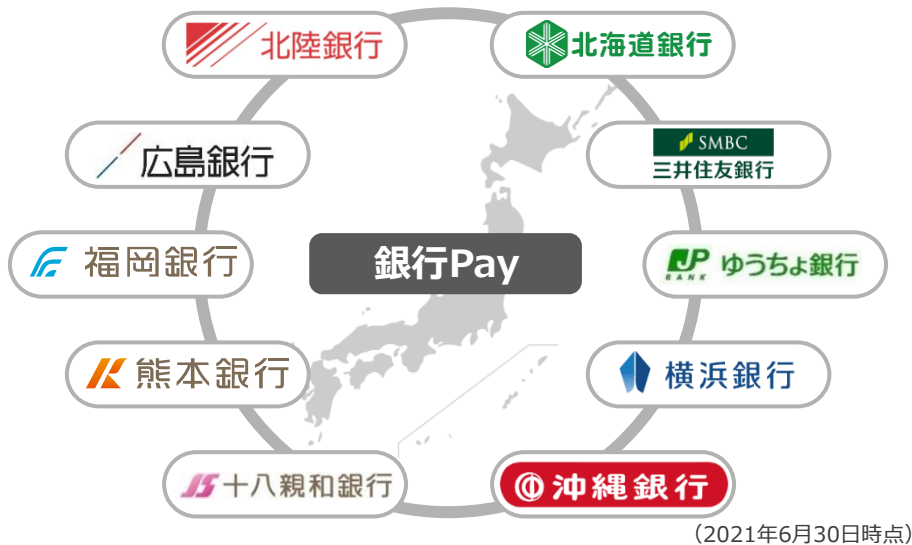 北陸銀行
北海道銀行
広島銀行
SMBC
三井住友銀行
福岡銀行
銀行Pay
JP
BANK
ゆうちょ銀行
熊本銀行
横浜銀行
十八親和銀行
沖縄銀行
（2021年6月30日時点）